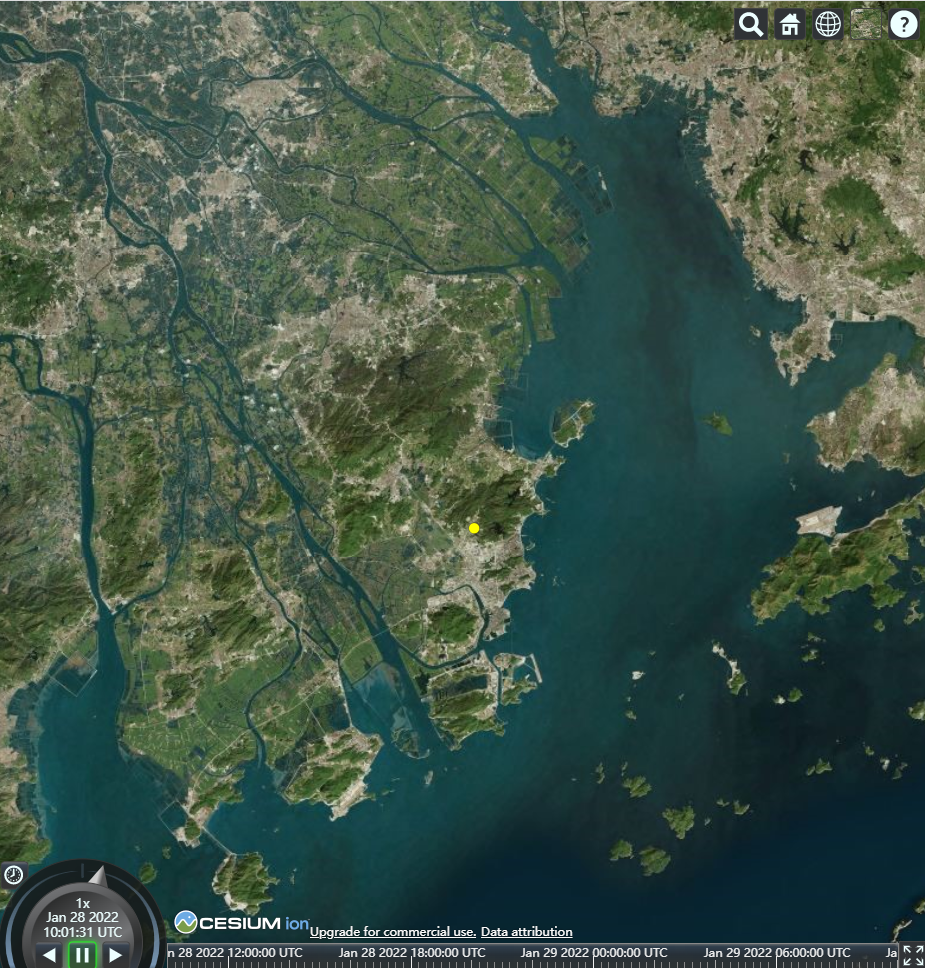 ?
1x
Jan 28 2022
10:01:31 UTC
CESIUM ion
Upgrade for commercial use. Data attribution
n 28 2022 12:00:00 UTC
Jan 28 2022 18:00:00 UTC
Jan 29 2022 00:00:00 UTC
Jan 29 2022 06:00:00 UTC
Ja